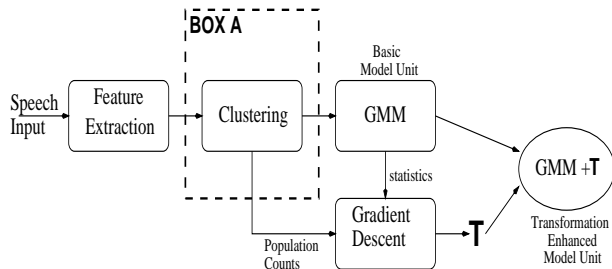 BOX A
Basic
Model Unit
Speech
Input
Feature
Extraction
Clustering
GMM
GMM +T
statistics
Gradient
Descent
T
Population
Counts
Transformation
Enhanced
Model Unit